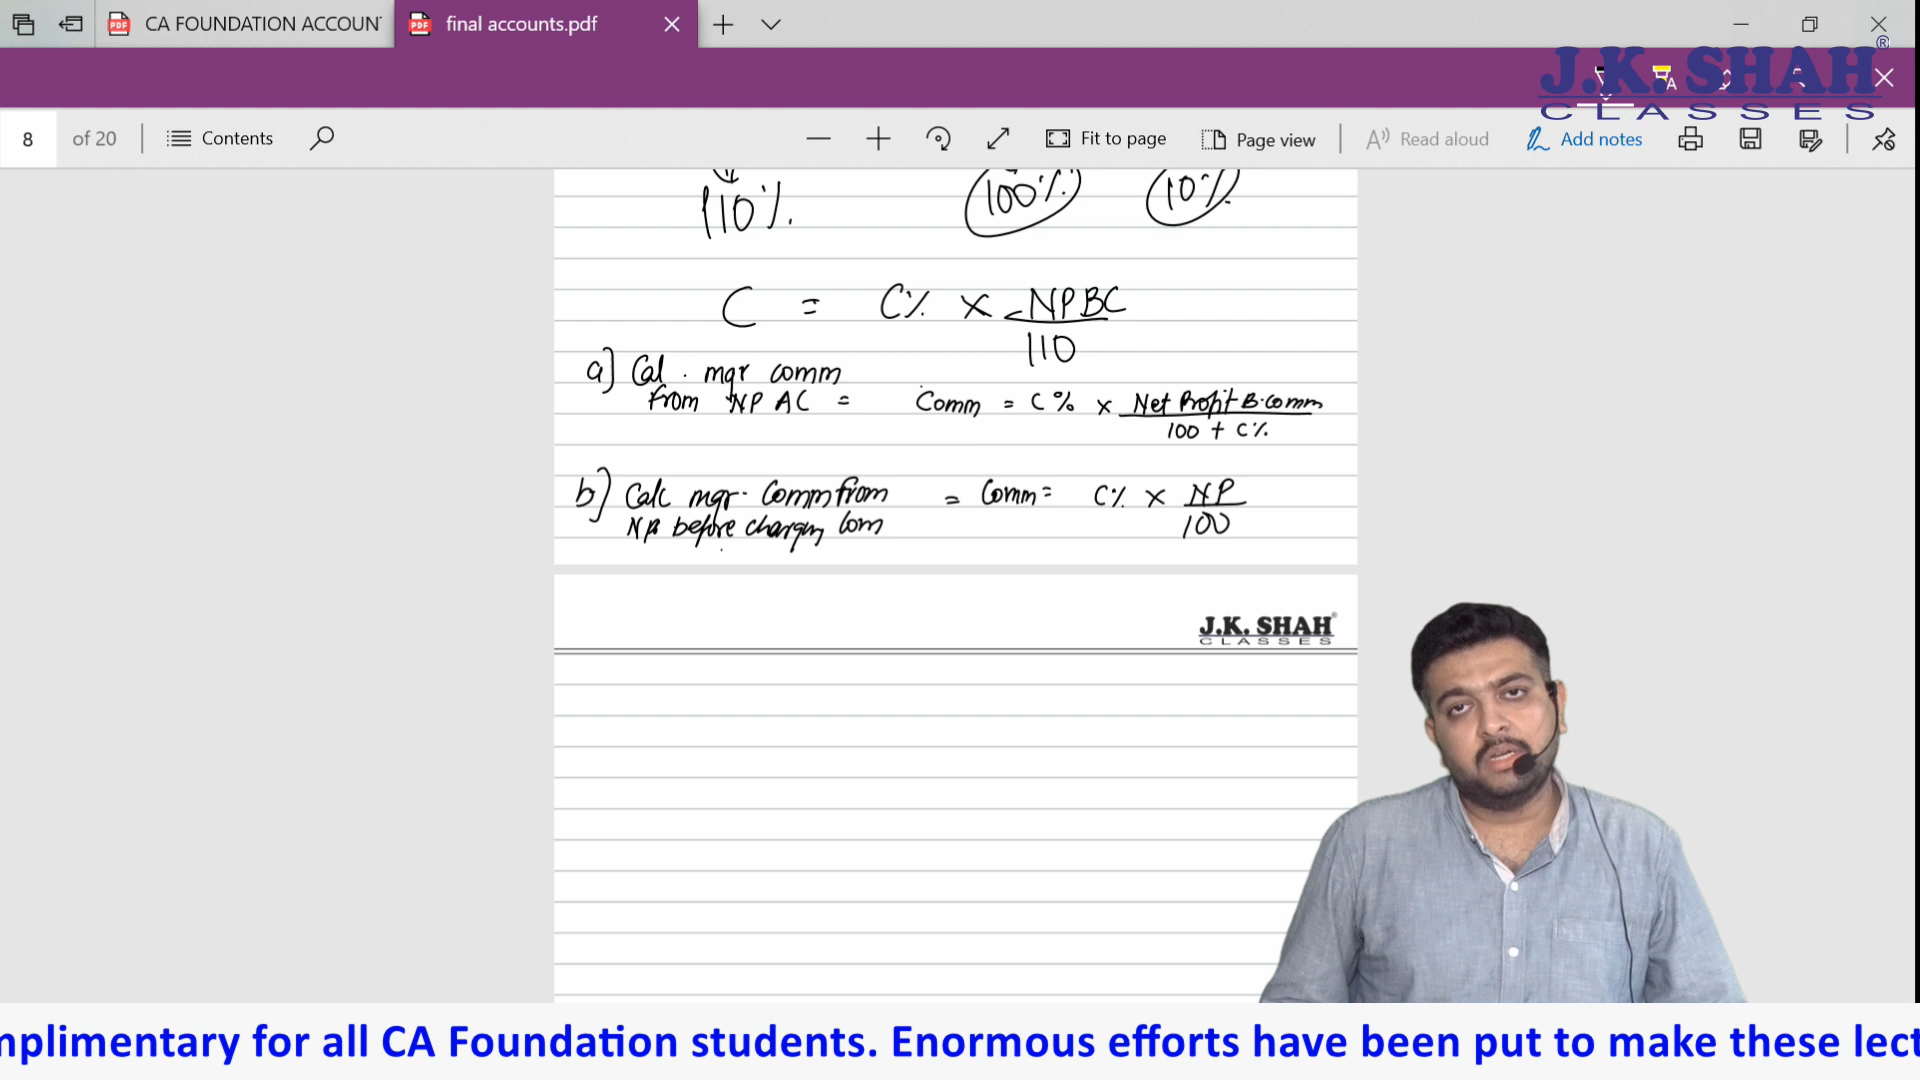 CA FOUNDATION ACCOUN
final accounts.pdf
J.K. SHAH®
CLASSES
8 of 20
Contents
Fit to page
Page view
Read aloud
Add notes
110%.
100%
10%
C = C% × NPBC
110
a) Cal. mgr comm
from NP AC = Comm = C% × Net Profit B.comm
100 + C%
b) Calc mgr. Comm from = Comm = C% × NP
NP before charging Com 100
J.K. SHAH®
CLASSES
mplimentary for all CA Foundation students. Enormous efforts have been put to make these lect